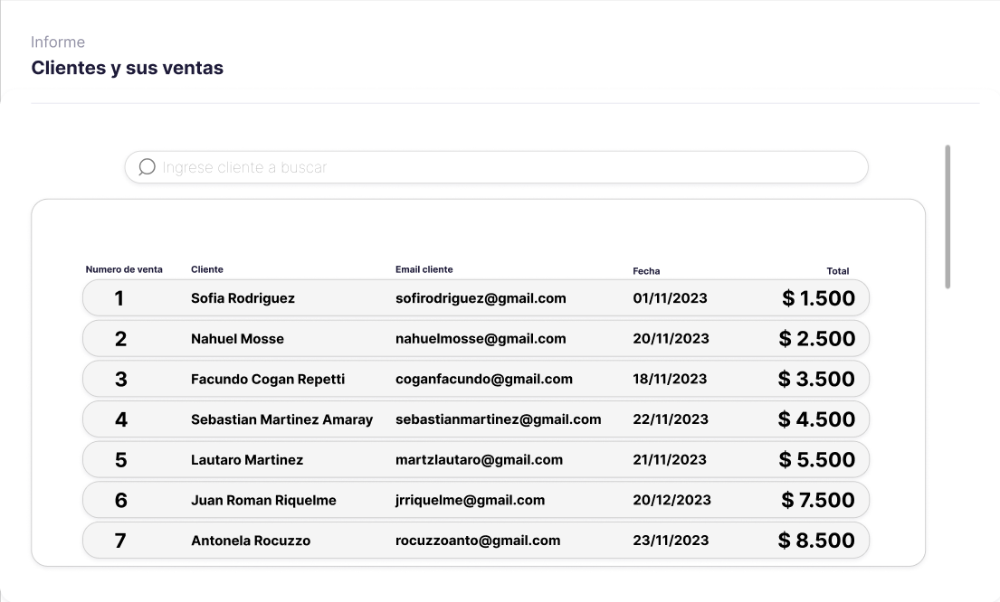 Informe
Clientes y sus ventas
Ingrese cliente a buscar
Numero de venta Cliente Email cliente Fecha Total
1 Sofia Rodriguez sofirodriguez@gmail.com 01/11/2023 $ 1.500
2 Nahuel Mosse nahuelmosse@gmail.com 20/11/2023 $ 2.500
3 Facundo Cogan Repetti coganfacundo@gmail.com 18/11/2023 $ 3.500
4 Sebastian Martinez Amaray sebastianmartinez@gmail.com 22/11/2023 $ 4.500
5 Lautaro Martinez martzlautaro@gmail.com 21/11/2023 $ 5.500
6 Juan Roman Riquelme jrriquelme@gmail.com 20/12/2023 $ 7.500
7 Antonela Rocuzzo rocuzzoanto@gmail.com 23/11/2023 $ 8.500